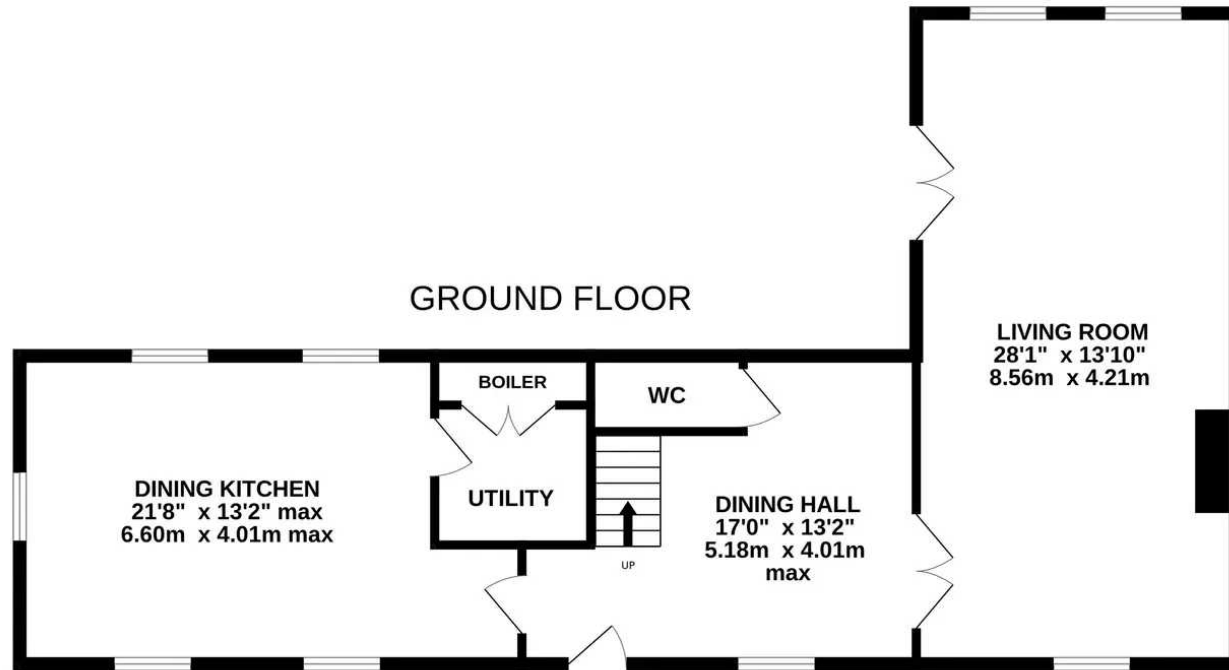 GROUND FLOOR
LIVING ROOM
28'1" x 13'10"
8.56m x 4.21m
BOILER
WC
UTILITY
DINING KITCHEN
21'8" x 13'2" max
6.60m x 4.01m max
DINING HALL
17'0" x 13'2"
5.18m x 4.01m
max
UP